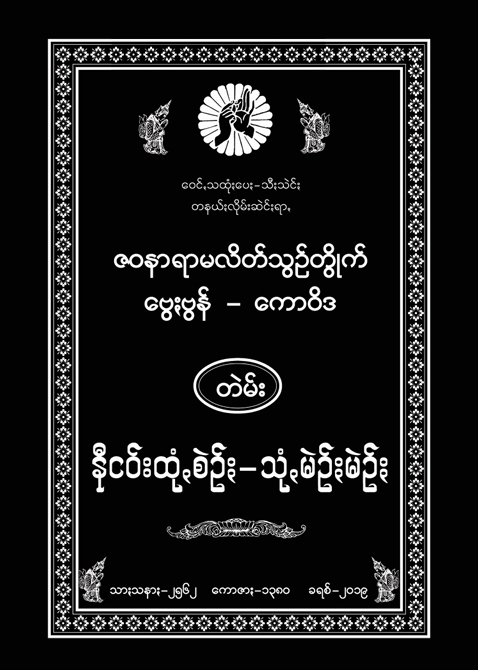 ဝေင်ႇသထုံႈပေႈ–သီႈသဲင်ႈ
တနယ်ႈလိုမ်ႈဆဲင်ႈရာႇ
ဇဝနာရာမလိတ်သွဉ်တွိုက်
ဗွေႈဗွန် – ကောဝိဒ
တဲမ်း
နီှငဝ်းထုံႇစဲဥ်ႈ–သုံႇမဲဥ်ႈမဲဥ်ႈ
သာႈသနာႈ–၂၅၆၂ ကောဇာႈ–၁၃၈၀ ခရစ်–၂၀၁၉